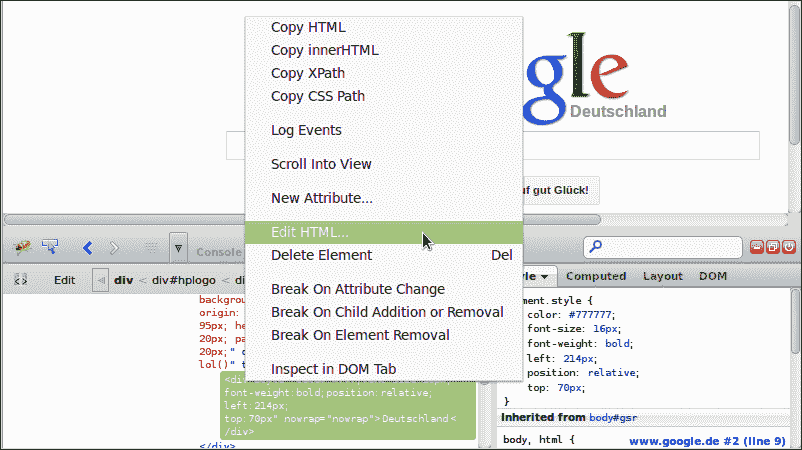 Copy HTML
Copy innerHTML
Copy XPath
Copy CSS Path
Log Events
Scroll Into View
New Attribute...
Edit HTML...
Delete Element Del
Break On Attribute Change
Break On Child Addition or Removal
Break On Element Removal
Inspect in DOM Tab
gle
Deutschland
uf gut Glück!
Console
Edit div < div#hplogo < di
le Computed Layout DOM
backgrou
origin:
95px; he
20px; pa
20px;" c
lol()" t
<di
font-weight:bold;position:relative;
left:214px;
top:70px" nowrap="nowrap">Deutschland<
/div>
</div>
ment.style {
color: #777777;
font-size: 16px;
font-weight: bold;
left: 214px;
position: relative;
top: 70px;
}
Inherited from body#gsr
body, html {
www.google.de #2 (line 9)